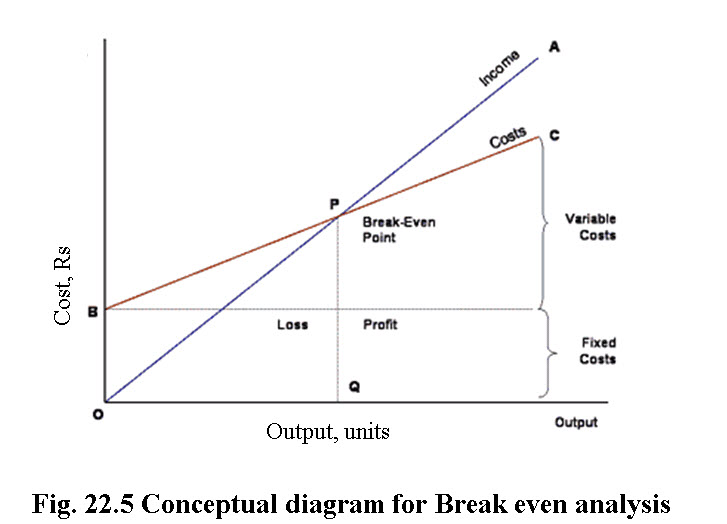 A
Income
Costs
C
P
Break-Even
Point
Variable
Costs
Cost, Rs
B
Loss
Profit
Fixed
Costs
Q
O
Output, units
Output
Fig. 22.5 Conceptual diagram for Break even analysis